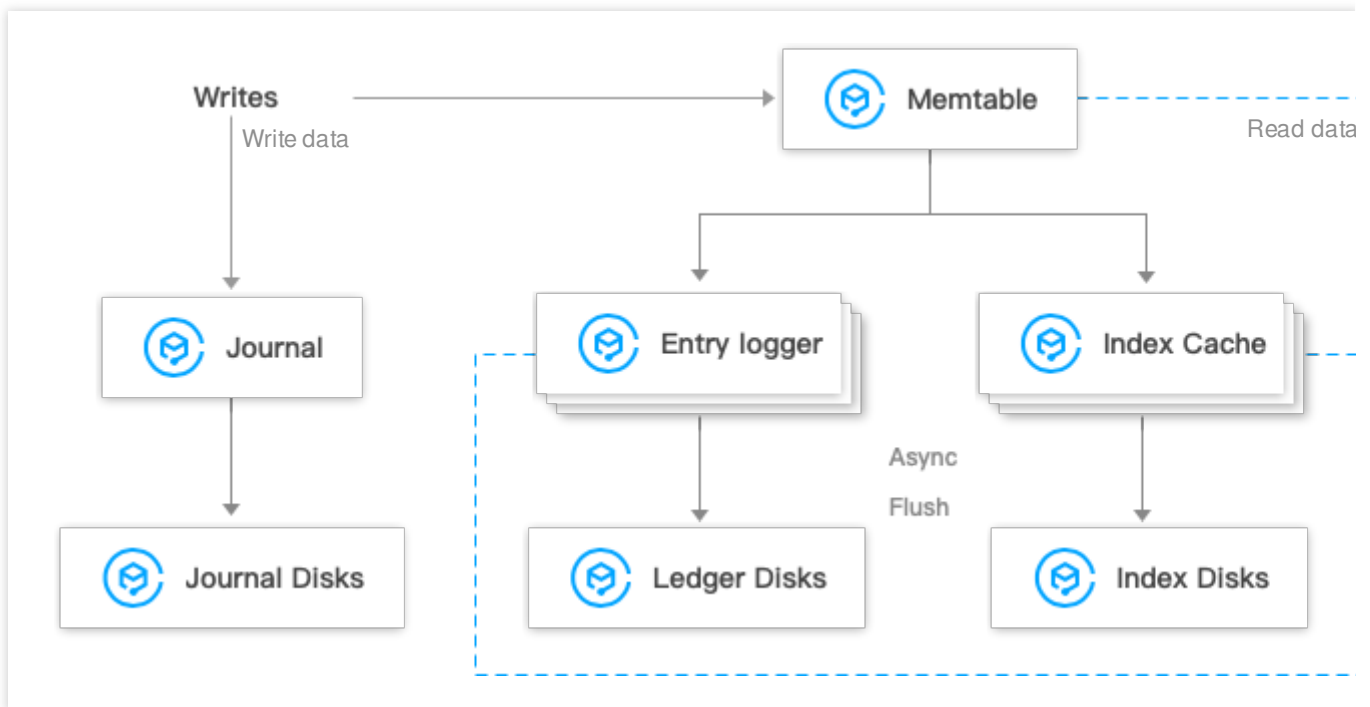 Writes
Memtable
Write data
Read data
Journal
Entry logger
Index Cache
Async
Flush
Journal Disks
Ledger Disks
Index Disks